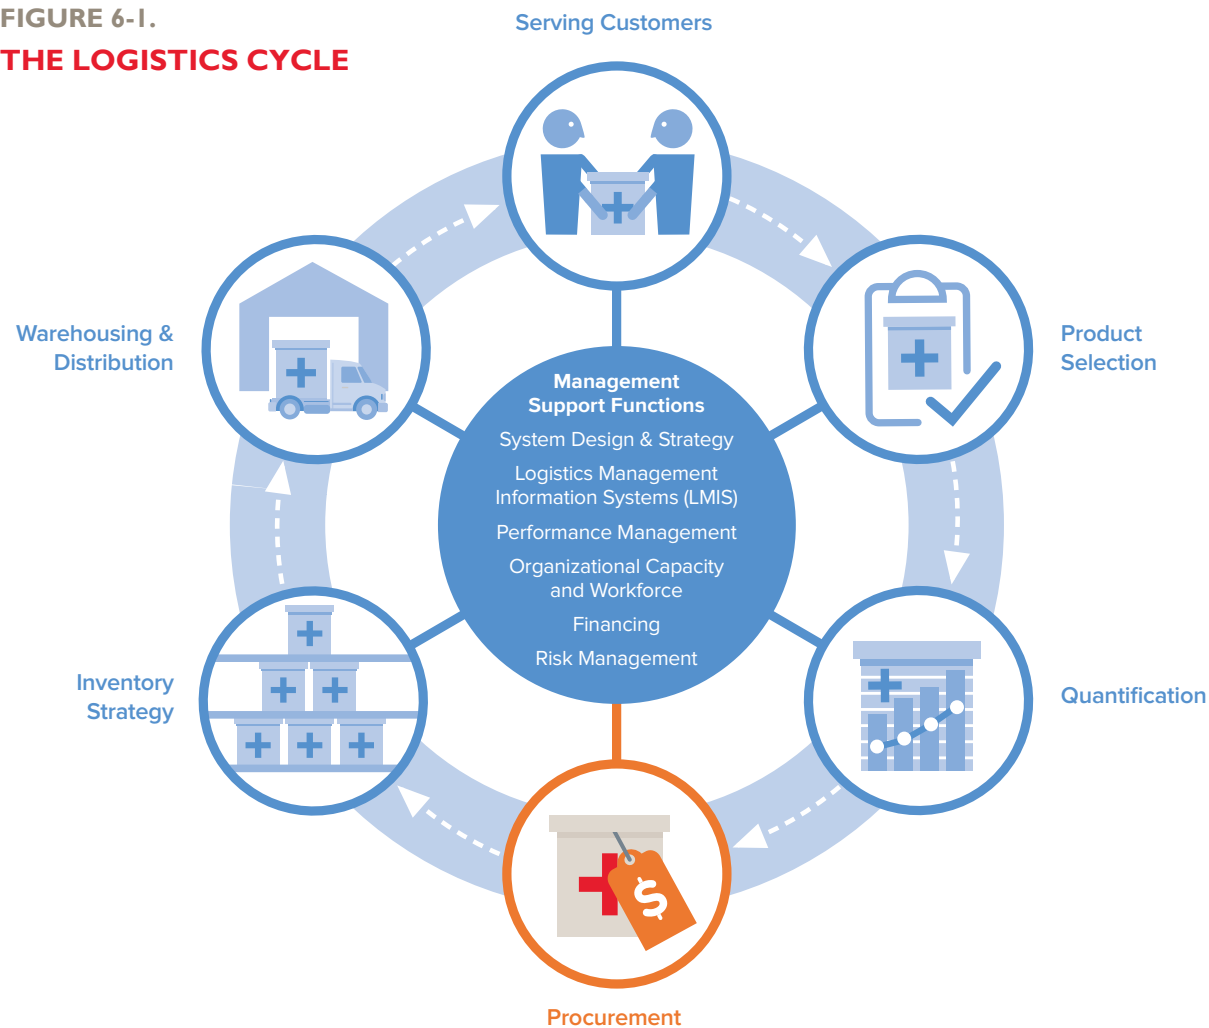 FIGURE 6-1.
THE LOGISTICS CYCLE
Serving Customers
Warehousing &
Distribution
Product
Selection
Management
Support Functions
System Design & Strategy
Logistics Management
Information Systems (LMIS)
Performance Management
Organizational Capacity
and Workforce
Financing
Risk Management
Inventory
Strategy
Quantification
$
Procurement